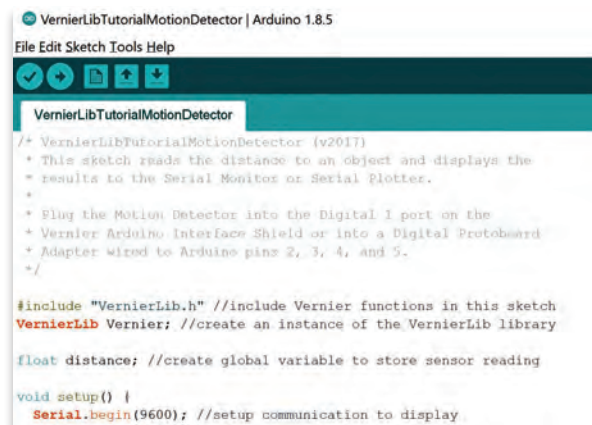 VernierLibTutorialMotionDetector | Arduino 1.8.5
File Edit Sketch Tools Help
VernierLibTutorialMotionDetector
/* VernierLibTutorialMotionDetector (v2017)
* This sketch reads the distance to an object and displays the
* results to the Serial Monitor or Serial Plotter.
*
* Plug the Motion Detector into the Digital 1 port on the
* Vernier Arduino Interface Shield or into a Digital Protoboard
* Adapter wired to Arduino pins 2, 3, 4, and 5.
*/
#include "VernierLib.h" //include Vernier functions in this sketch
VernierLib Vernier; //create an instance of the VernierLib library
float distance; //create global variable to store sensor reading
void setup() {
Serial.begin(9600); //setup communication to display